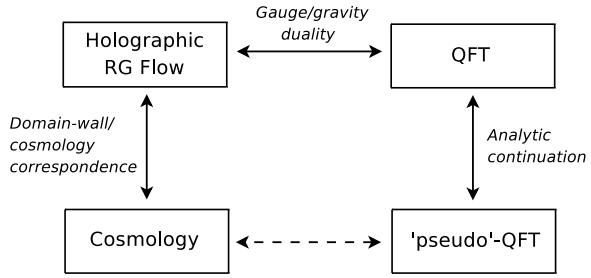 Gauge/gravity
duality
Holographic
RG Flow
QFT
Domain-wall/
cosmology
correspondence
Analytic
continuation
Cosmology
'pseudo'-QFT